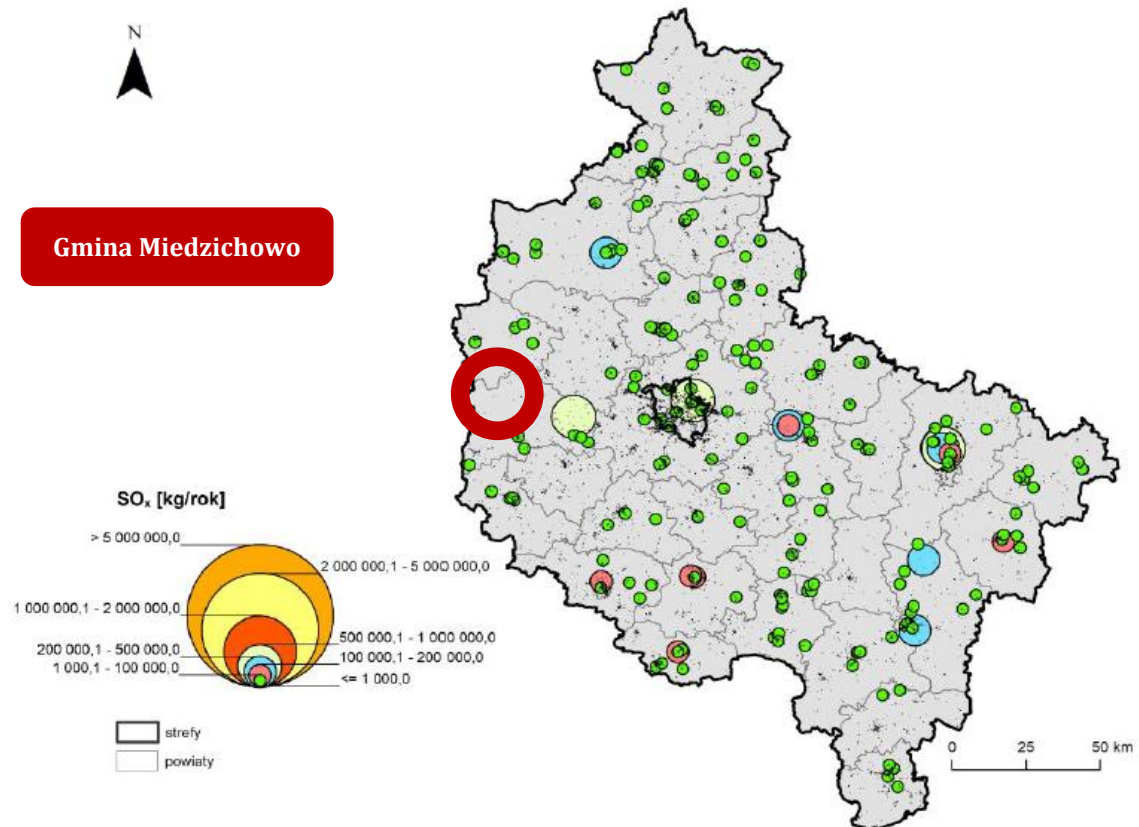 N
Gmina Miedzichowo
SOₓ [kg/rok]
> 5 000 000,0
2 000 000,1 - 5 000 000,0
1 000 000,1 - 2 000 000,0
500 000,1 - 1 000 000,0
200 000,1 - 500 000,0
100 000,1 - 200 000,0
1 000,1 - 100 000,0
<= 1 000,0
strefy
powiaty
0 25 50 km